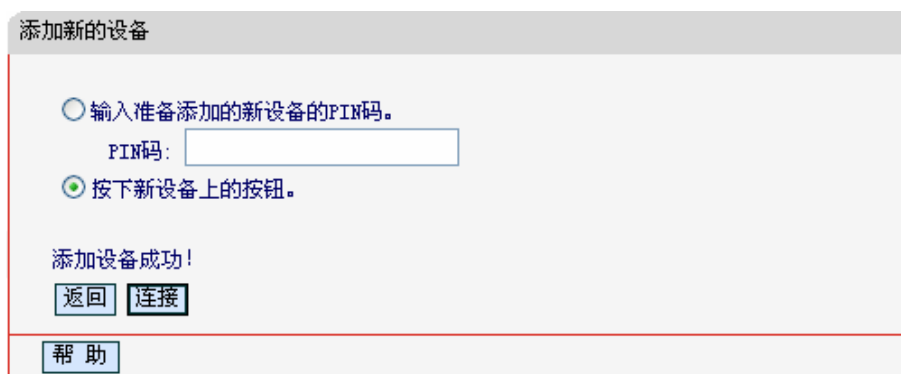 添加新的设备
输入准备添加的新设备的PIN码。
PIN码:
按下新设备上的按钮。
添加设备成功!
返回 连接
帮 助